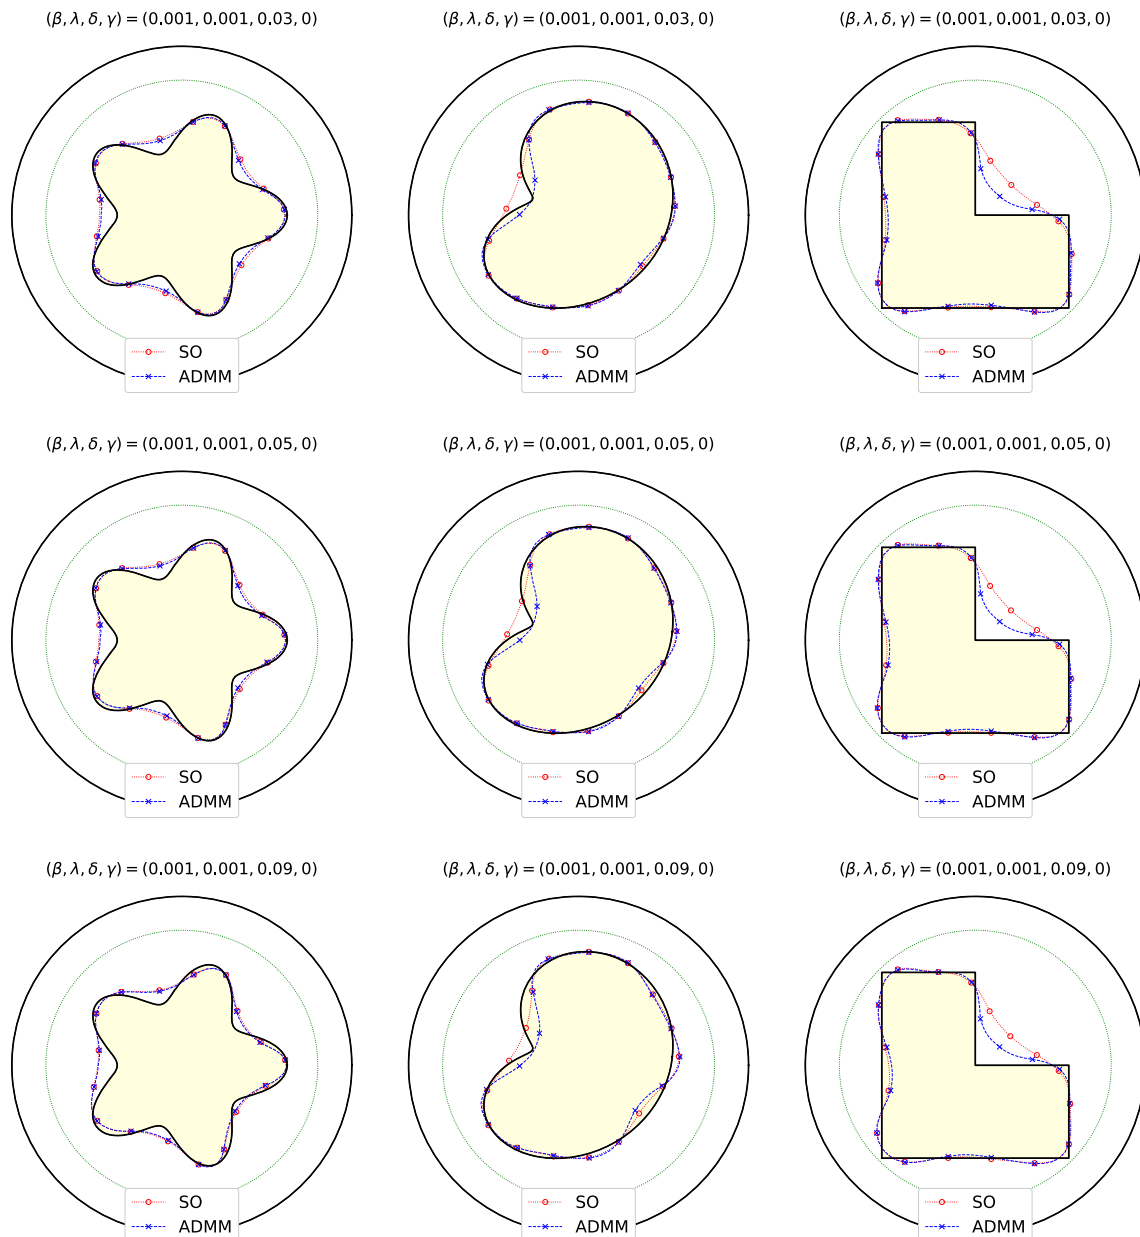 (β, λ, δ, γ) = (0.001, 0.001, 0.03, 0)
(β, λ, δ, γ) = (0.001, 0.001, 0.03, 0)
(β, λ, δ, γ) = (0.001, 0.001, 0.03, 0)
SO
ADMM
SO
ADMM
SO
ADMM
(β, λ, δ, γ) = (0.001, 0.001, 0.05, 0)
(β, λ, δ, γ) = (0.001, 0.001, 0.05, 0)
(β, λ, δ, γ) = (0.001, 0.001, 0.05, 0)
SO
ADMM
SO
ADMM
SO
ADMM
(β, λ, δ, γ) = (0.001, 0.001, 0.09, 0)
(β, λ, δ, γ) = (0.001, 0.001, 0.09, 0)
(β, λ, δ, γ) = (0.001, 0.001, 0.09, 0)
SO
ADMM
SO
ADMM
SO
ADMM